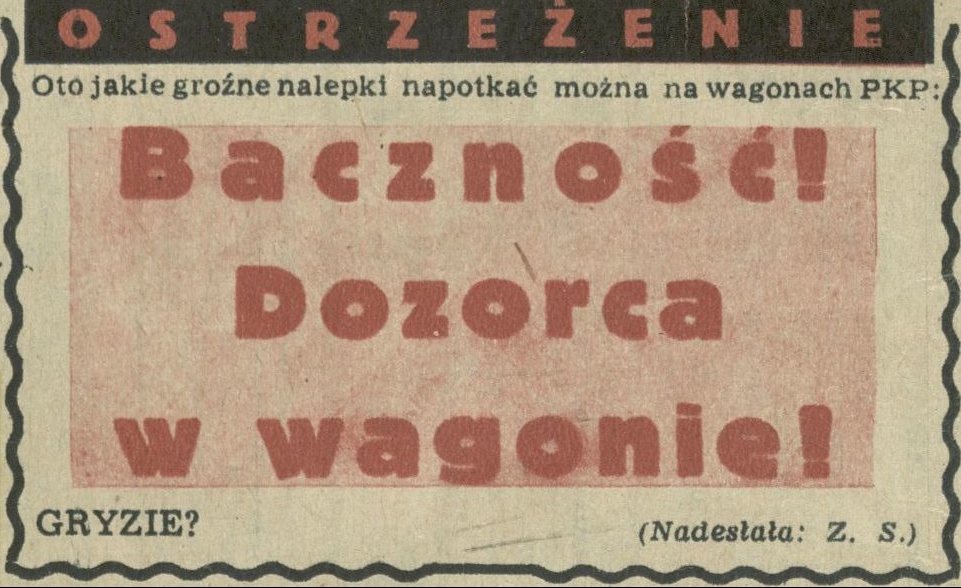 OSTRZEŻENIE
Oto jakie groźne nalepki napotkać można na wagonach PKP:
Baczność!
Dozorca
w wagonie!
GRYZIE?
(Nadesłała: Z. S.)